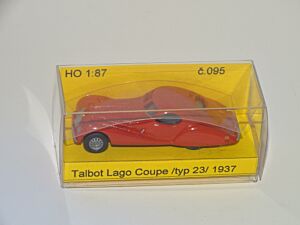 HO 1:87 č.095
Talbot Lago Coupe /typ 23/ 1937